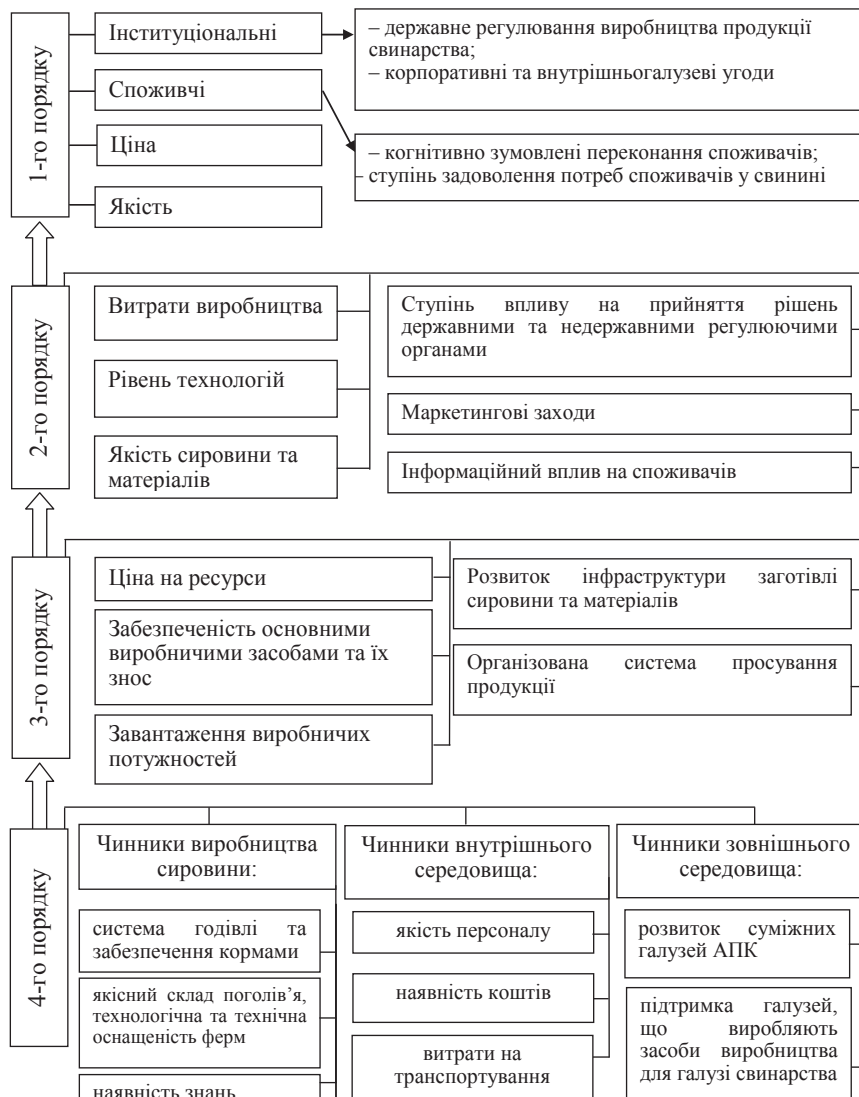 1-го порядку
Інституціональні
– державне регулювання виробництва продукції
свинарства;
– корпоративні та внутрішньогалузеві угоди
Споживчі
Ціна
– когнітивно зумовлені переконання споживачів;
– ступінь задоволення потреб споживачів у свинині
Якість
2-го порядку
Витрати виробництва
Рівень технологій
Якість сировини та
матеріалів
Ступінь впливу на прийняття рішень
державними та недержавними регулюючими
органами
Маркетингові заходи
Інформаційний вплив на споживачів
3-го порядку
Ціна на ресурси
Забезпеченість основними
виробничими засобами та їх
знос
Завантаження виробничих
потужностей
Розвиток інфраструктури заготівлі
сировини та матеріалів
Організована система просування
продукції
4-го порядку
Чинники виробництва
сировини:
система годівлі та
забезпечення кормами
якісний склад поголів’я,
технологічна та технічна
оснащеність ферм
наявність знань
Чинники внутрішнього
середовища:
якість персоналу
наявність коштів
витрати на
транспортування
Чинники зовнішнього
середовища:
розвиток суміжних
галузей АПК
підтримка галузей,
що виробляють
засоби виробництва
для галузі свинарства